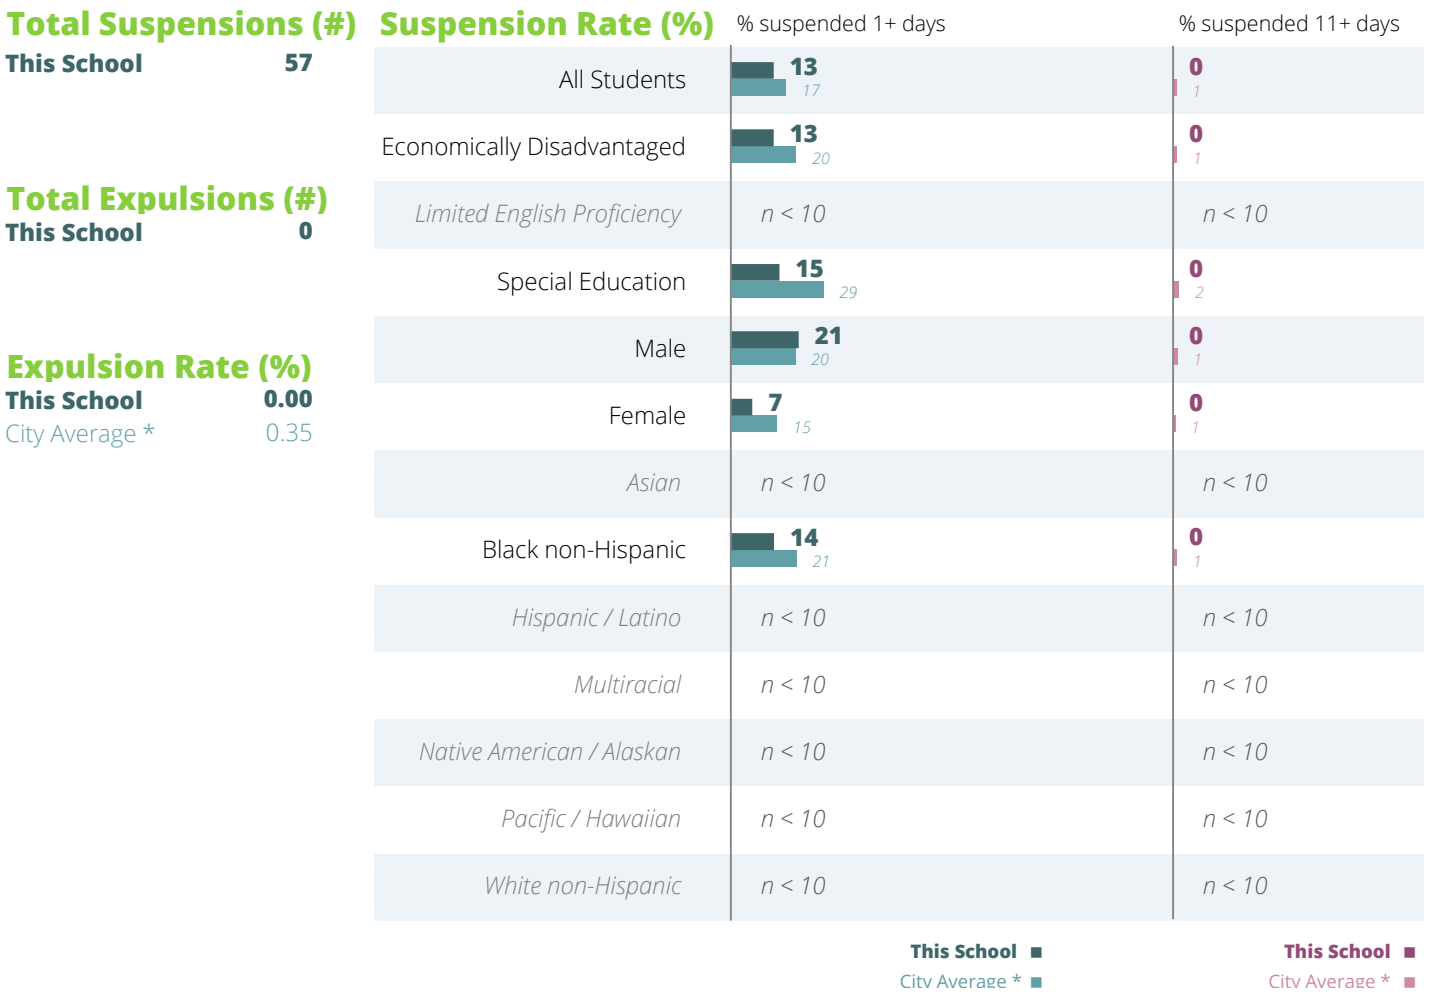 Total Suspensions (#)
This School 57
Total Expulsions (#)
This School 0
Expulsion Rate (%)
This School 0.00
City Average * 0.35
Suspension Rate (%) % suspended 1+ days % suspended 11+ days
All Students 13 0
17 1
Economically Disadvantaged 13 0
20 1
Limited English Proficiency n < 10 n < 10
Special Education 15 0
29 2
Male 21 0
20 1
Female 7 0
15 1
Asian n < 10 n < 10
Black non-Hispanic 14 0
21 1
Hispanic / Latino n < 10 n < 10
Multiracial n < 10 n < 10
Native American / Alaskan n < 10 n < 10
Pacific / Hawaiian n < 10 n < 10
White non-Hispanic n < 10 n < 10
This School This School
City Average * City Average *